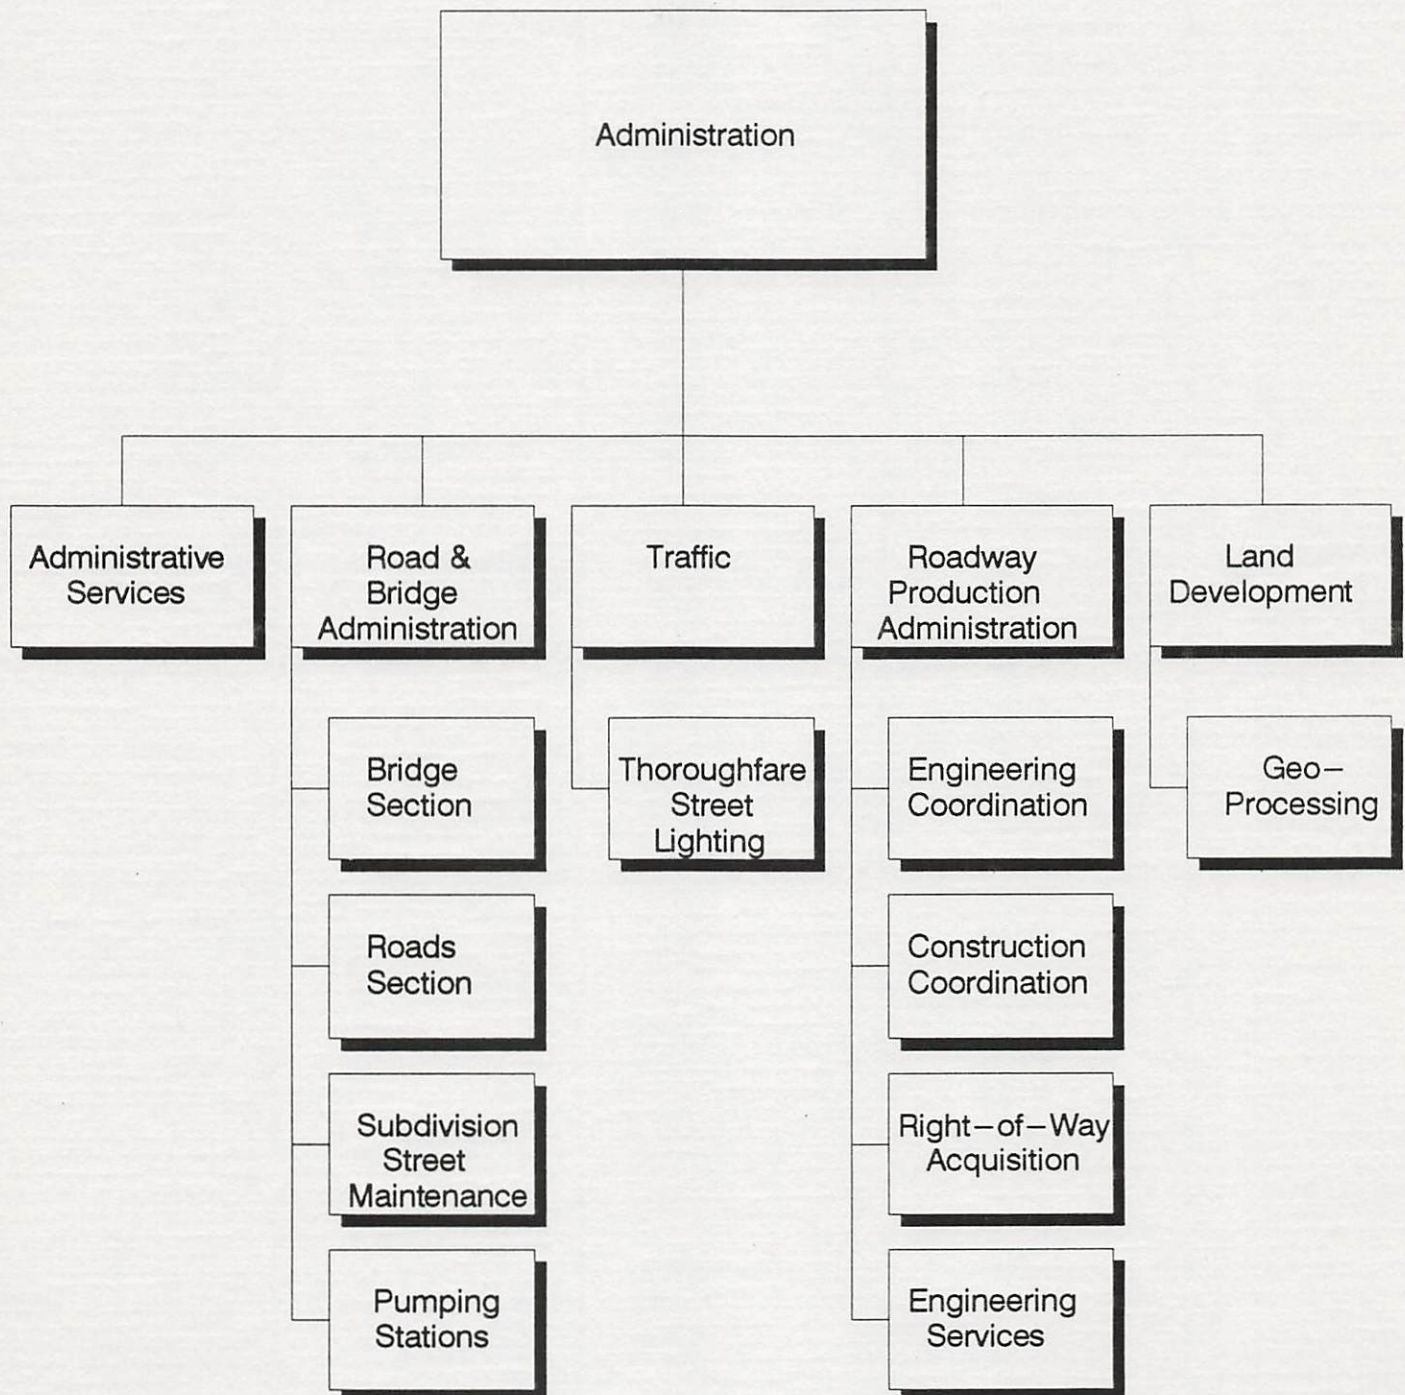 Administration
Administrative
Services
Road &
Bridge
Administration
Traffic
Roadway
Production
Administration
Land
Development
Bridge
Section
Thoroughfare
Street
Lighting
Engineering
Coordination
Geo–
Processing
Roads
Section
Construction
Coordination
Subdivision
Street
Maintenance
Right–of–Way
Acquisition
Pumping
Stations
Engineering
Services